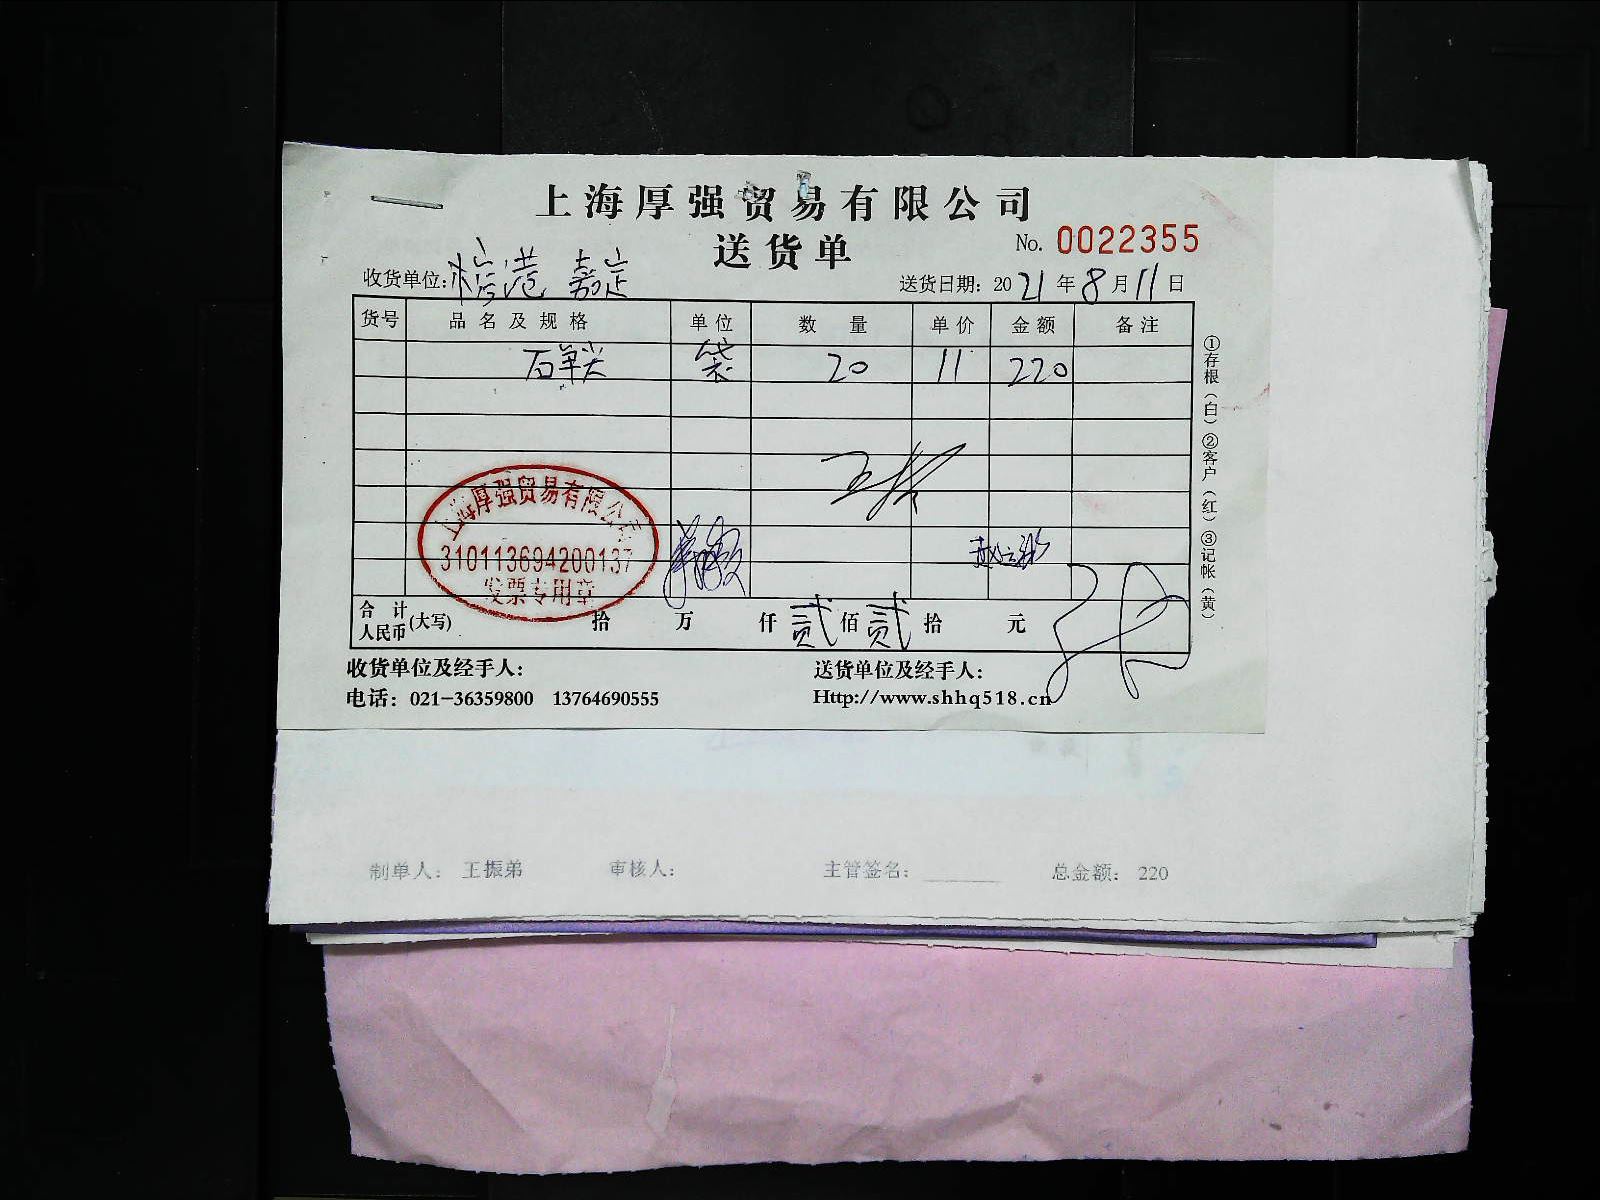 上海厚强贸易有限公司
送货单
No. 0022355
收货单位: 嘉定
送货日期: 2021年8月11日
货号 品名及规格 单位 数量 单价 金额 备注
袋 20 11 220
上海厚强贸易有限公司
310113694200137
发票专用章
合计
人民币(大写) 拾 万 仟 贰 佰 贰 拾 元
收货单位及经手人: 送货单位及经手人:
电话: 021-36359800 13764690555 Http://www.shhq518.cn
①存根(白)②客户(红)③记帐(黄)
制单人: 王振弟 审核人: 主管签名: 总金额: 220